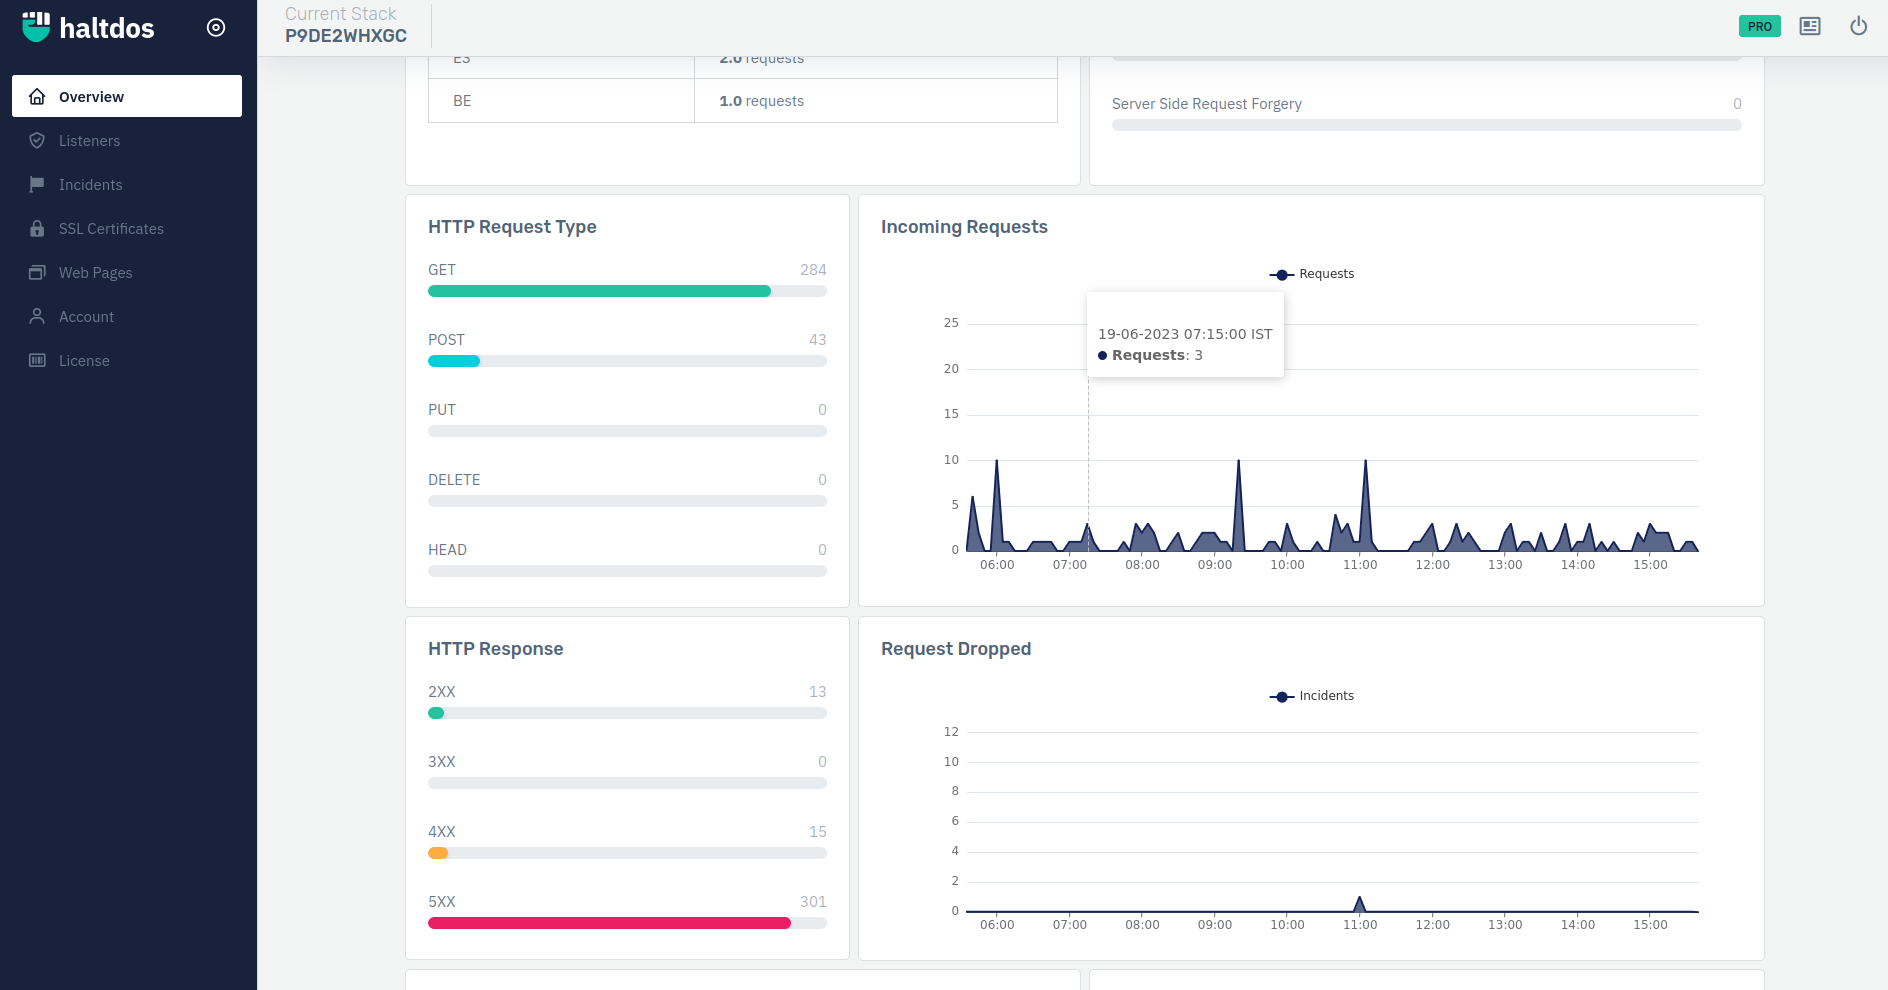 haltdos
Current Stack
P9DE2WHXGC
PRO
Overview
Listeners
Incidents
SSL Certificates
Web Pages
Account
License
ES 2.0 requests
BE 1.0 requests
Server Side Request Forgery 0
HTTP Request Type
GET 284
POST 43
PUT 0
DELETE 0
HEAD 0
Incoming Requests
Requests
19-06-2023 07:15:00 IST
Requests: 3
25
20
15
10
5
0
06:00 07:00 08:00 09:00 10:00 11:00 12:00 13:00 14:00 15:00
HTTP Response
2XX 13
3XX 0
4XX 15
5XX 301
Request Dropped
Incidents
12
10
8
6
4
2
0
06:00 07:00 08:00 09:00 10:00 11:00 12:00 13:00 14:00 15:00